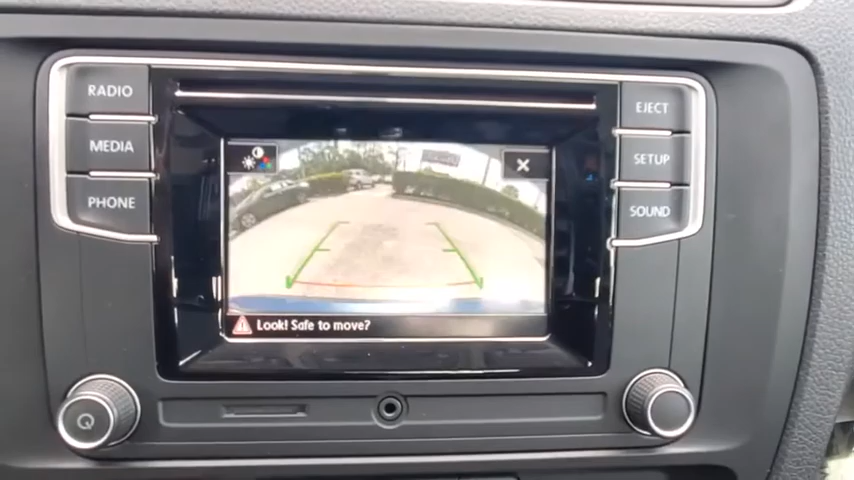 RADIO
MEDIA
PHONE
EJECT
SETUP
SOUND
Look! Safe to move?